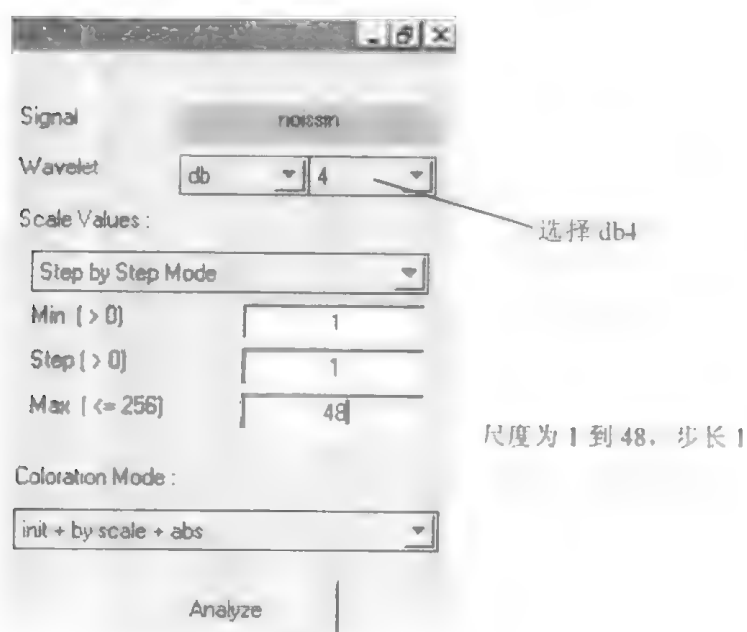 Signal noissin
Wavelet db 4
选择 db4
Scale Values :
Step by Step Mode
Min ( > 0) 1
Step ( > 0) 1
Max ( <= 256) 48
尺度为 1 到 48，步长 1
Coloration Mode :
init + by scale + abs
Analyze